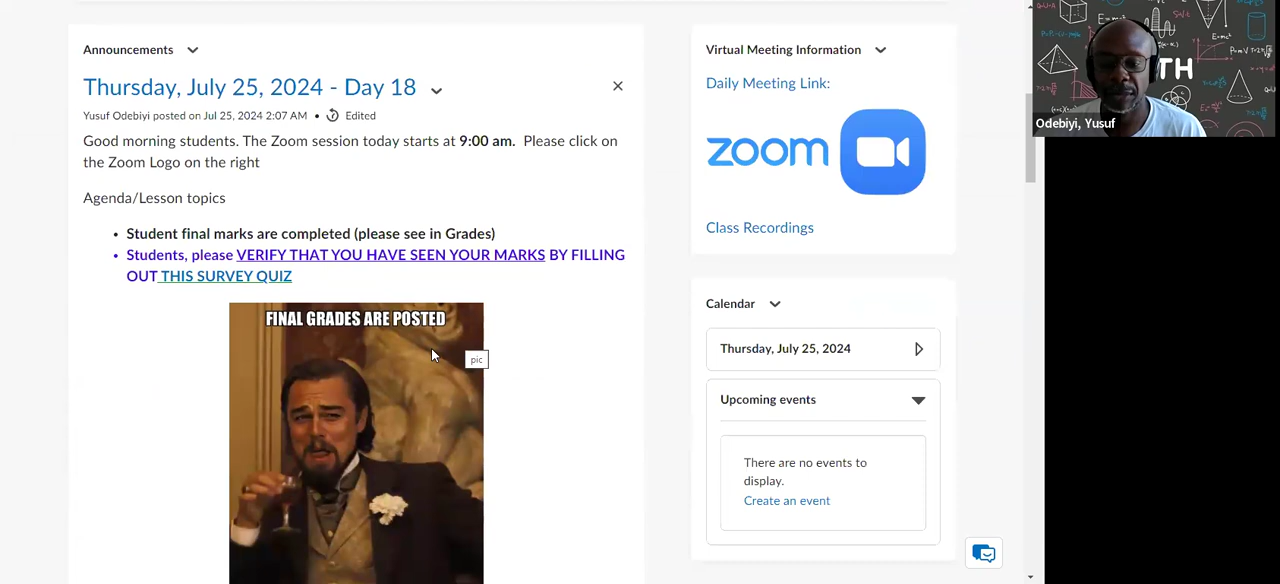 Announcements
Thursday, July 25, 2024 - Day 18
Yusuf Odebiyi posted on Jul 25, 2024 2:07 AM • Edited
Good morning students. The Zoom session today starts at 9:00 am. Please click on
the Zoom Logo on the right
Agenda/Lesson topics
• Student final marks are completed (please see in Grades)
• Students, please VERIFY THAT YOU HAVE SEEN YOUR MARKS BY FILLING
OUT THIS SURVEY QUIZ
FINAL GRADES ARE POSTED
pic
Virtual Meeting Information
Daily Meeting Link:
zoom
Class Recordings
Calendar
Thursday, July 25, 2024
Upcoming events
There are no events to
display.
Create an event
TH
Odebiyi, Yusuf